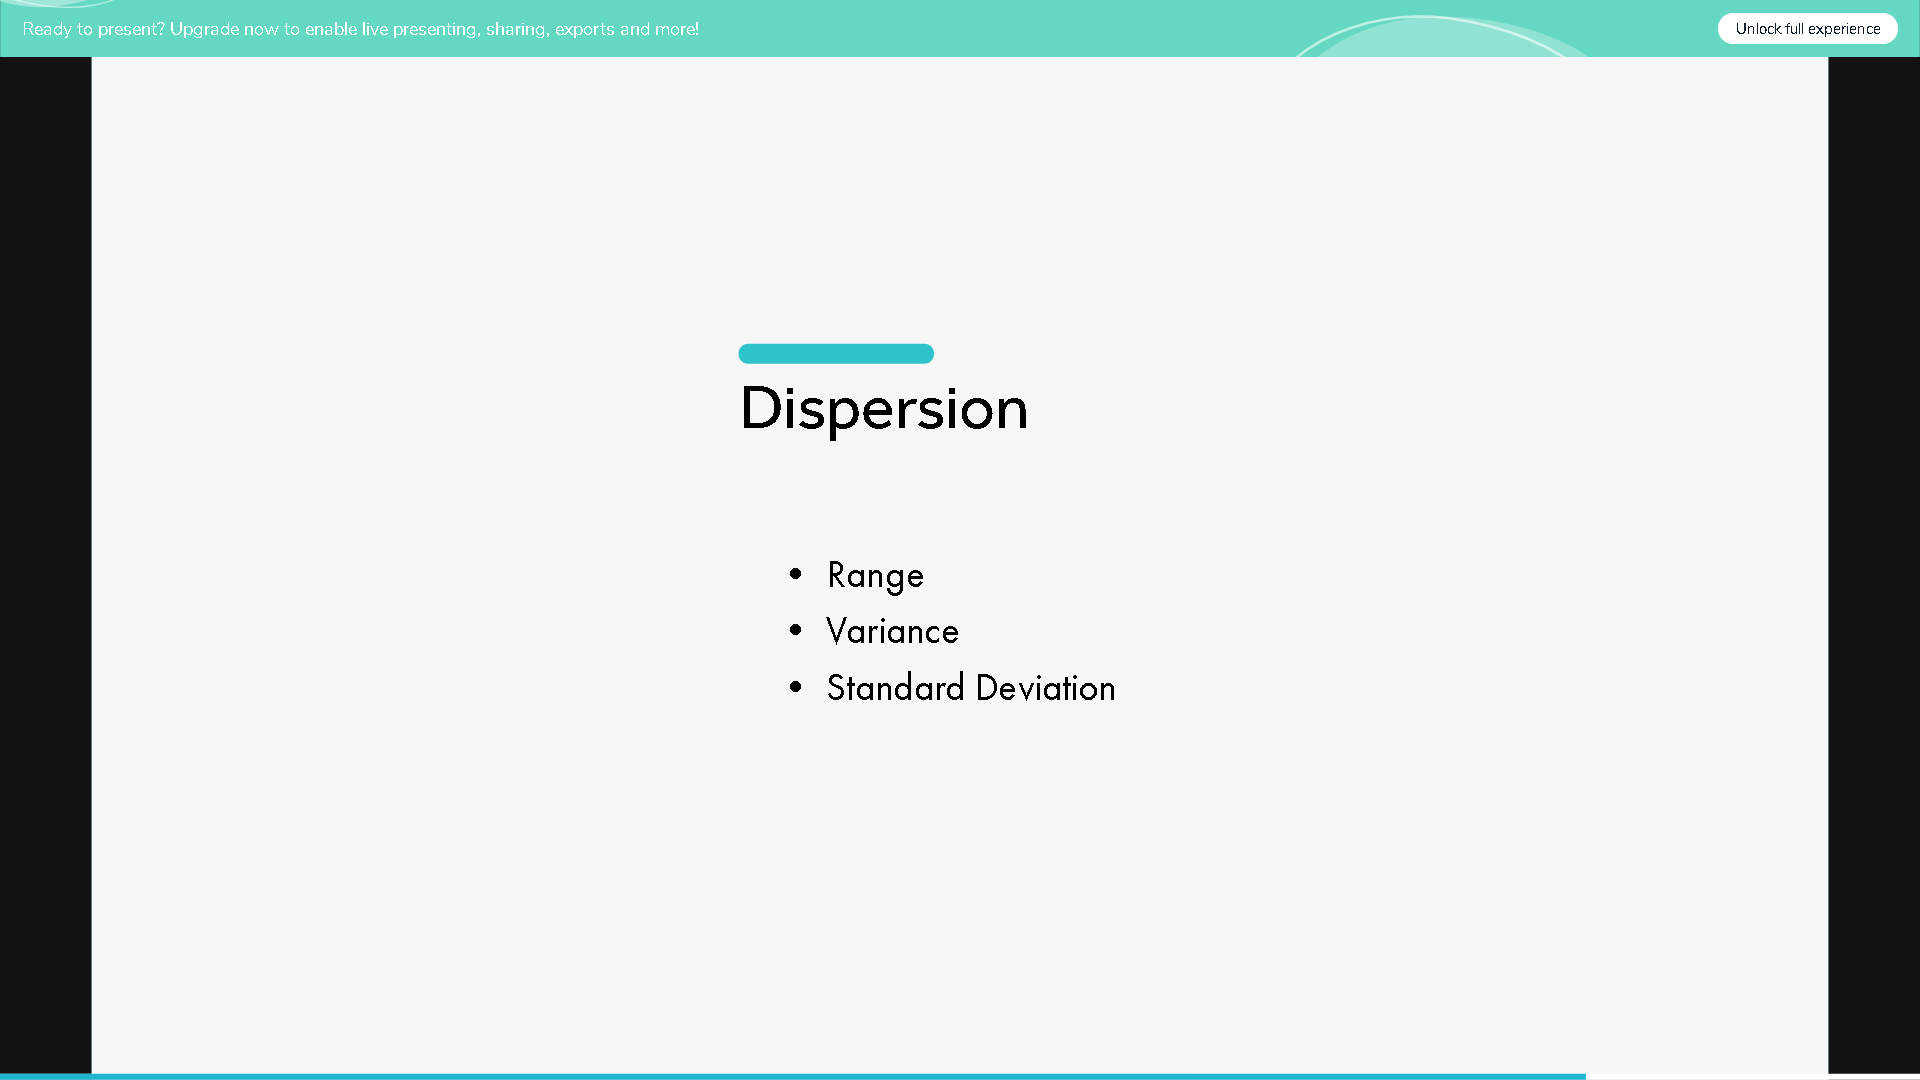 Ready to present? Upgrade now to enable live presenting, sharing, exports and more!
Unlock full experience
Dispersion
• Range
• Variance
• Standard Deviation